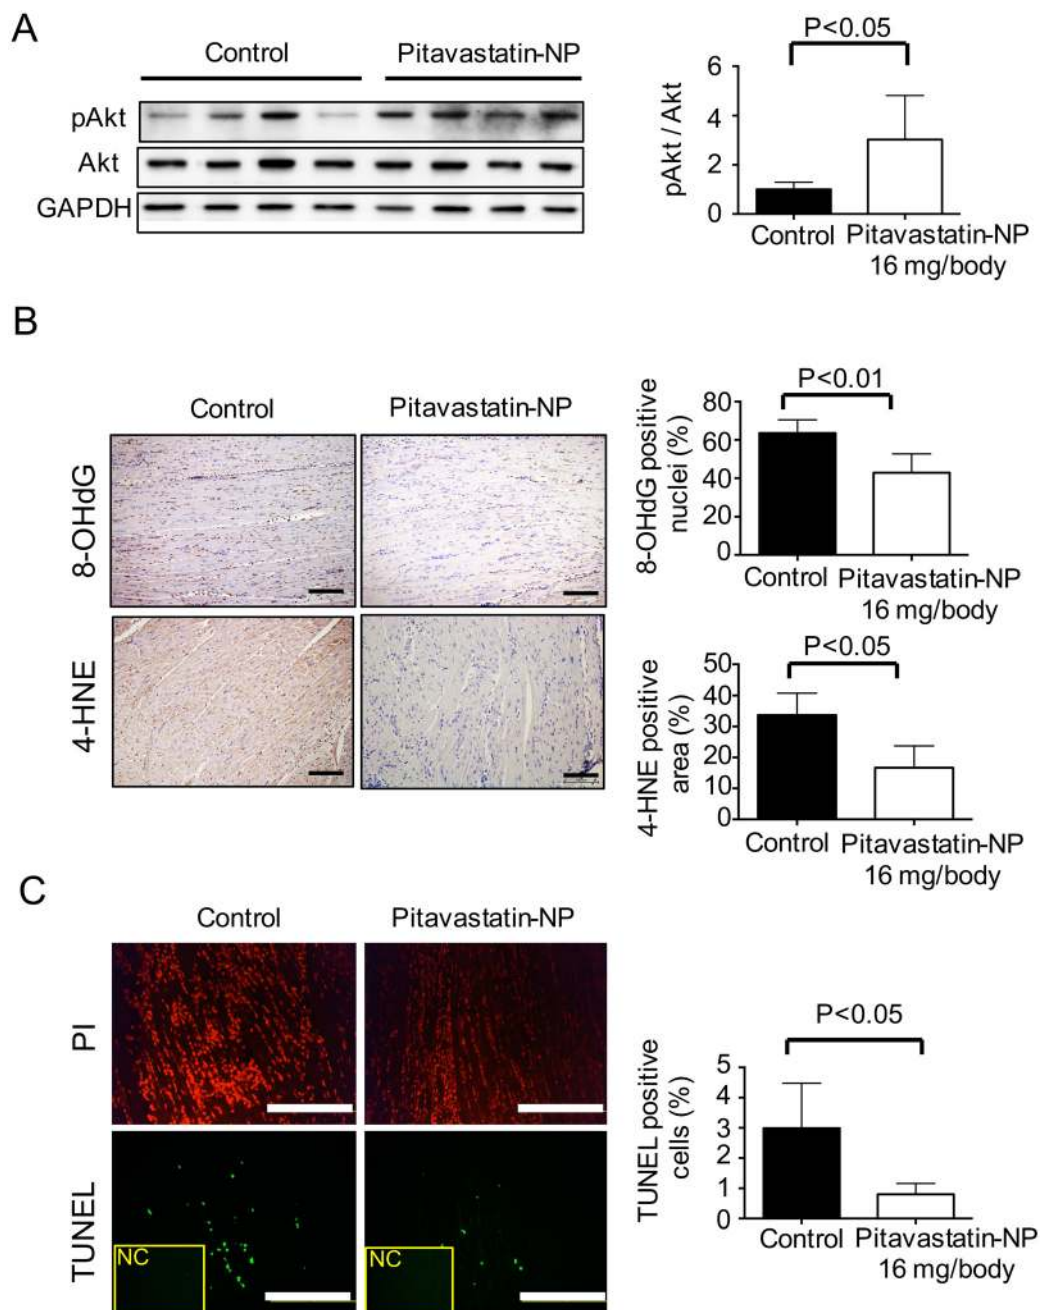 A
Control
Pitavastatin-NP
pAkt
Akt
GAPDH
P<0.05
pAkt / Akt
6
4
2
0
Control
Pitavastatin-NP
16 mg/body
B
Control
Pitavastatin-NP
8-OHdG
4-HNE
P<0.01
8-OHdG positive
nuclei (%)
80
60
40
20
0
Control
Pitavastatin-NP
16 mg/body
P<0.05
4-HNE positive
area (%)
50
40
30
20
10
0
Control
Pitavastatin-NP
16 mg/body
C
Control
Pitavastatin-NP
PI
TUNEL
NC
NC
P<0.05
TUNEL positive
cells (%)
5
4
3
2
1
0
Control
Pitavastatin-NP
16 mg/body